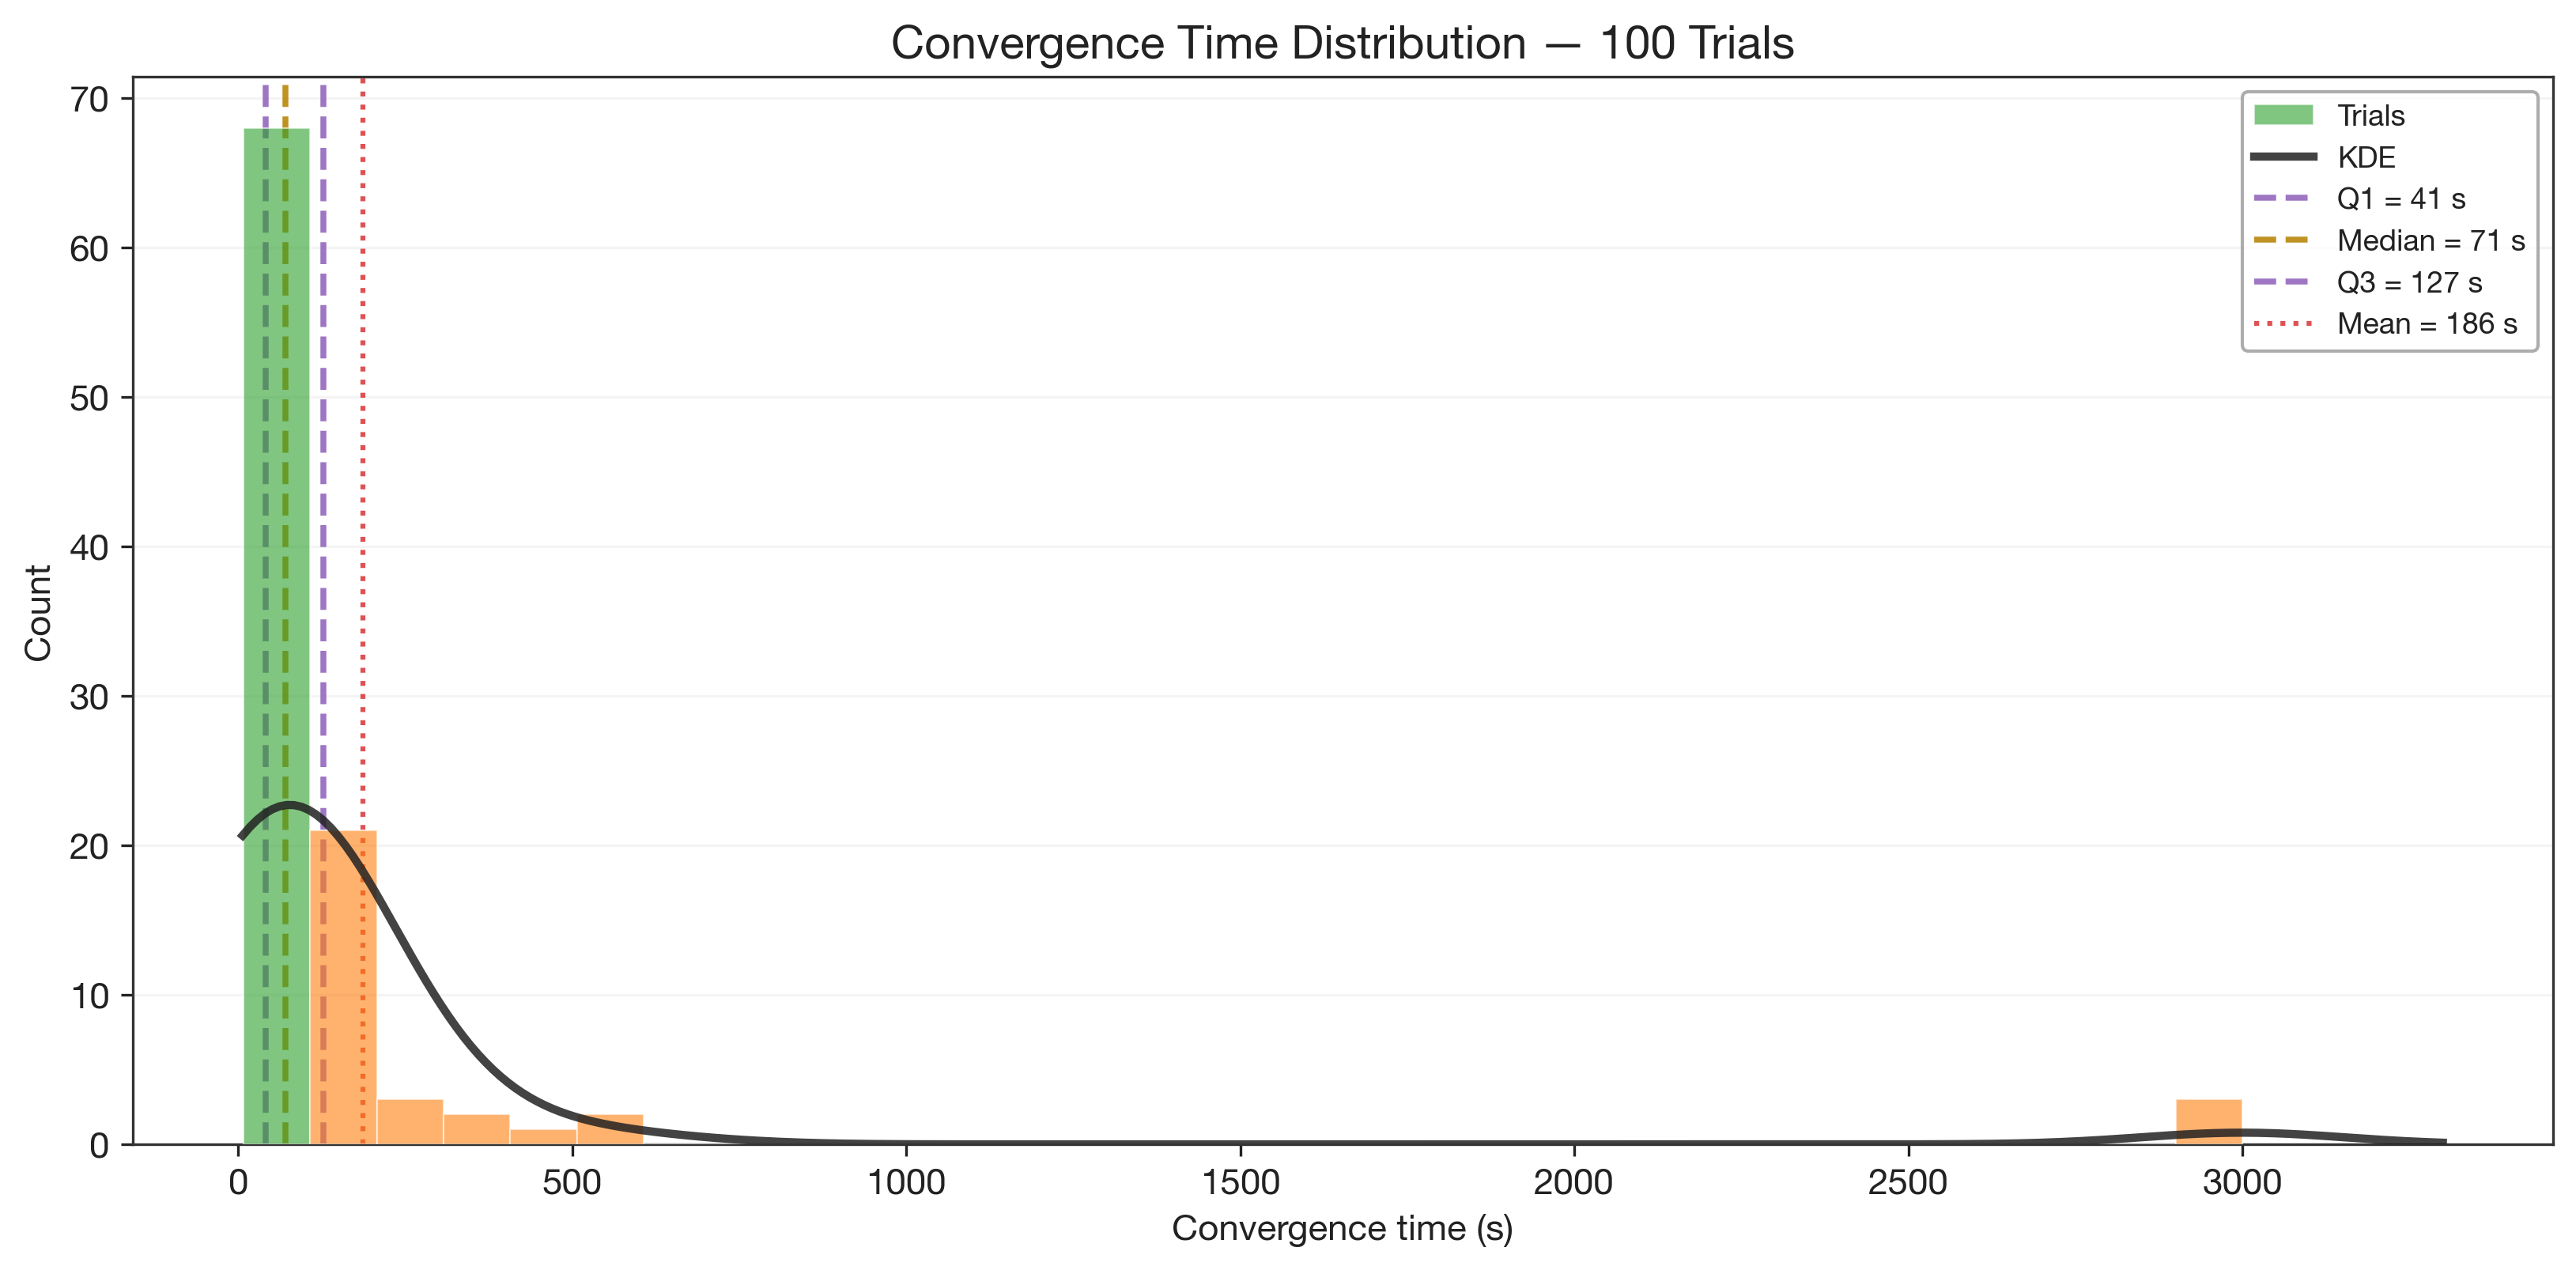 Convergence Time Distribution — 100 Trials
70
60
50
40
30
20
10
0
Count
Trials
KDE
Q1 = 41 s
Median = 71 s
Q3 = 127 s
Mean = 186 s
0 500 1000 1500 2000 2500 3000
Convergence time (s)